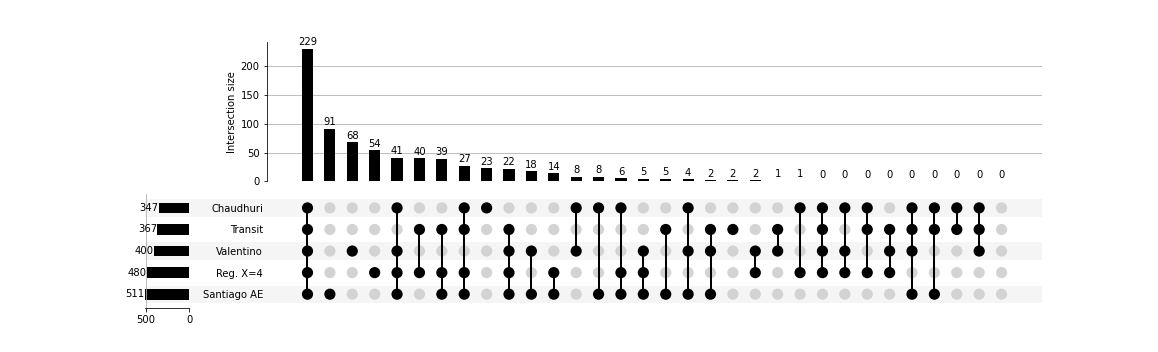 229
91
68
54
41 40 39
27 23 22 18 14 8 8 6 5 5 4 2 2 2 1 1 0 0 0 0 0 0 0 0 0
200
150
100
50
0
Intersection size
347 Chaudhuri
367 Transit
400 Valentino
480 Reg. X=4
511 Santiago AE
500 0